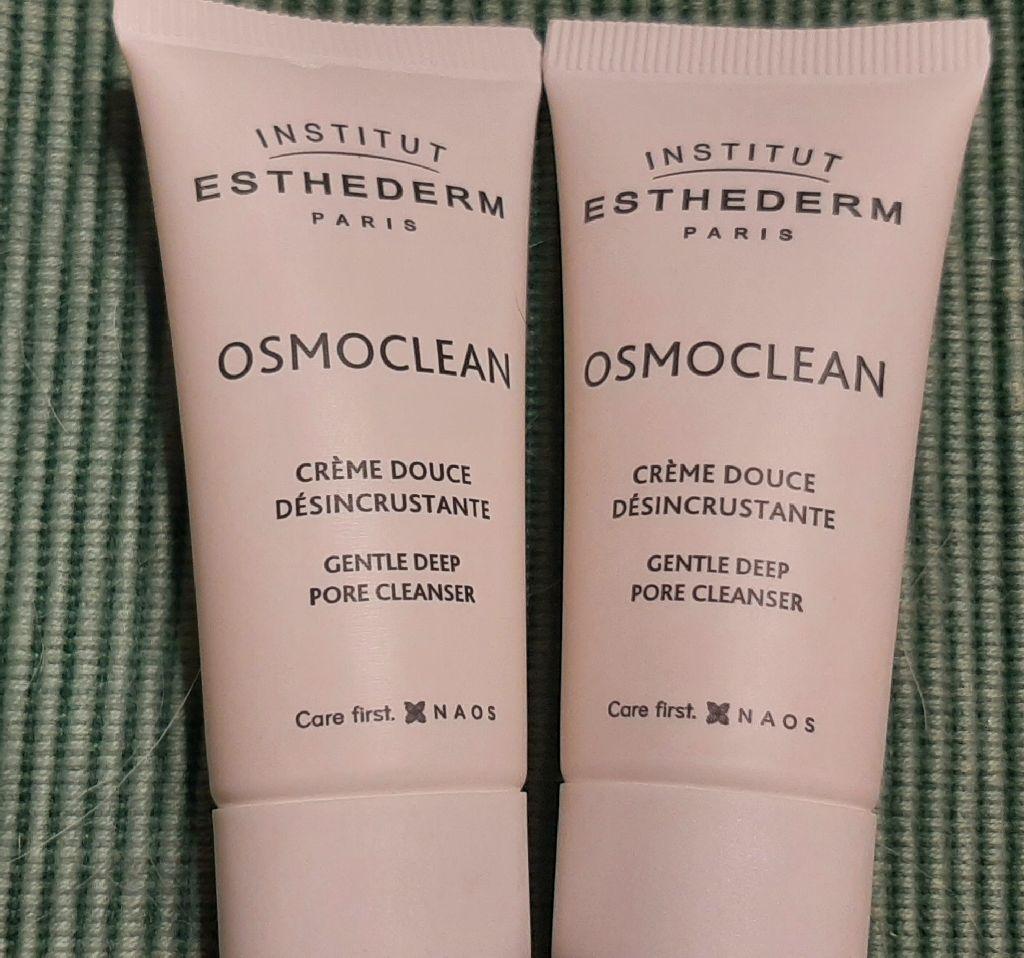 INSTITUT
ESTHEDERM
PARIS
OSMOCLEAN
CRÈME DOUCE
DÉSINCRUSTANTE
GENTLE DEEP
PORE CLEANSER
Care first. NAOS
INSTITUT
ESTHEDERM
PARIS
OSMOCLEAN
CRÈME DOUCE
DÉSINCRUSTANTE
GENTLE DEEP
PORE CLEANSER
Care first. NAOS